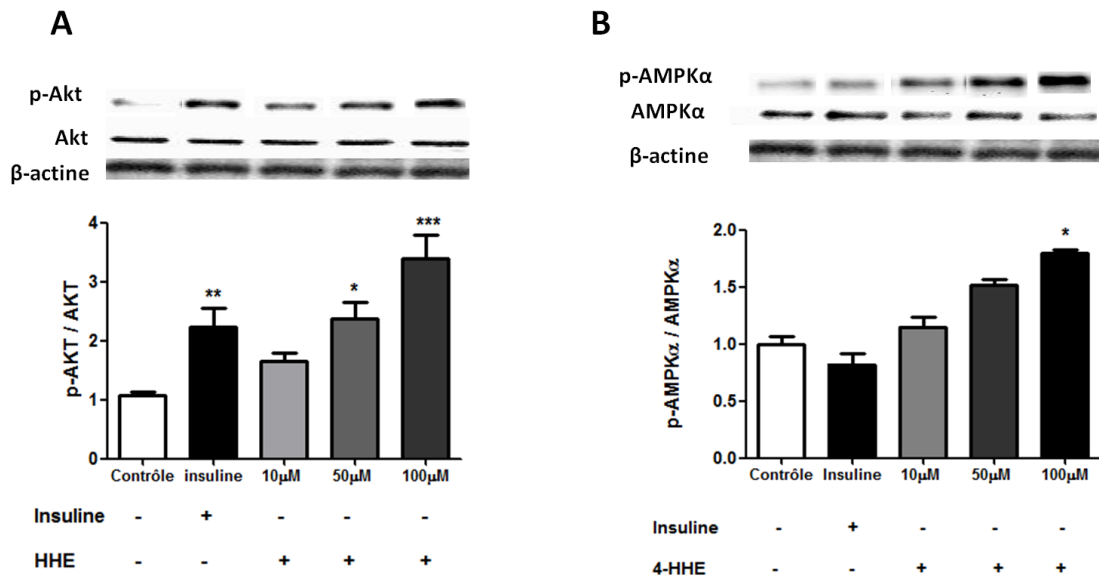 A
p-Akt
Akt
β-actine
p-AKT / AKT
4
3
2
1
0
**
*
***
Contrôle insuline 10µM 50µM 100µM
Insuline - + - - -
HHE - - + + +
B
p-AMPKα
AMPKα
β-actine
p-AMPKα / AMPKα
2.0
1.5
1.0
0.5
0.0
*
Contrôle Insuline 10µM 50µM 100µM
Insuline - + - - -
4-HHE - - + + +